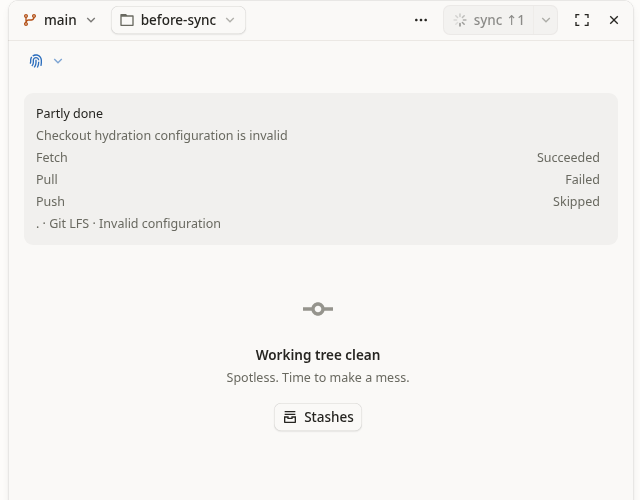 main
before-sync
sync ↑1
Partly done
Checkout hydration configuration is invalid
Fetch Succeeded
Pull Failed
Push Skipped
. · Git LFS · Invalid configuration
Working tree clean
Spotless. Time to make a mess.
Stashes